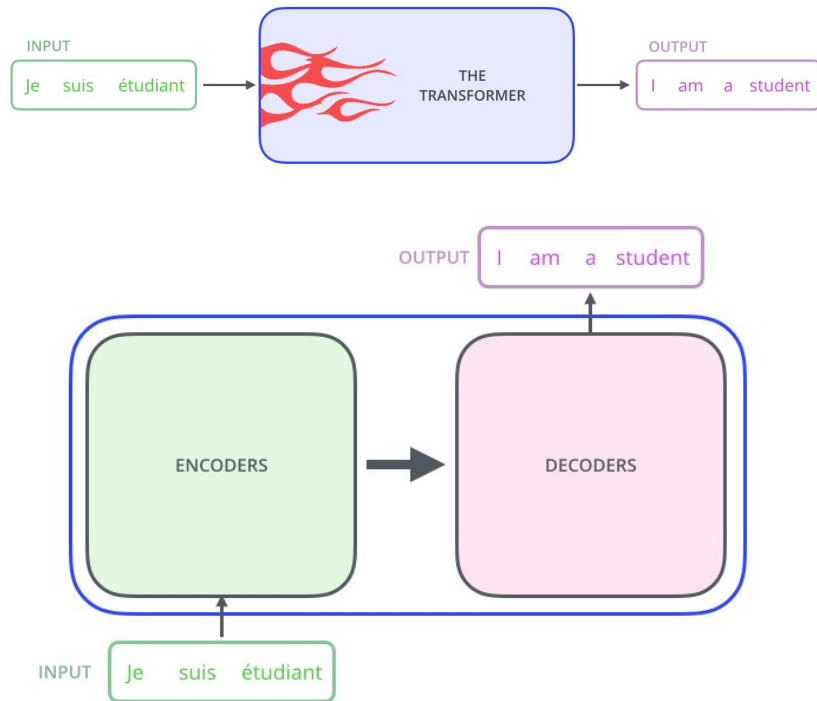 INPUT
Je suis étudiant
THE
TRANSFORMER
OUTPUT
I am a student
OUTPUT
I am a student
ENCODERS
DECODERS
INPUT
Je suis étudiant